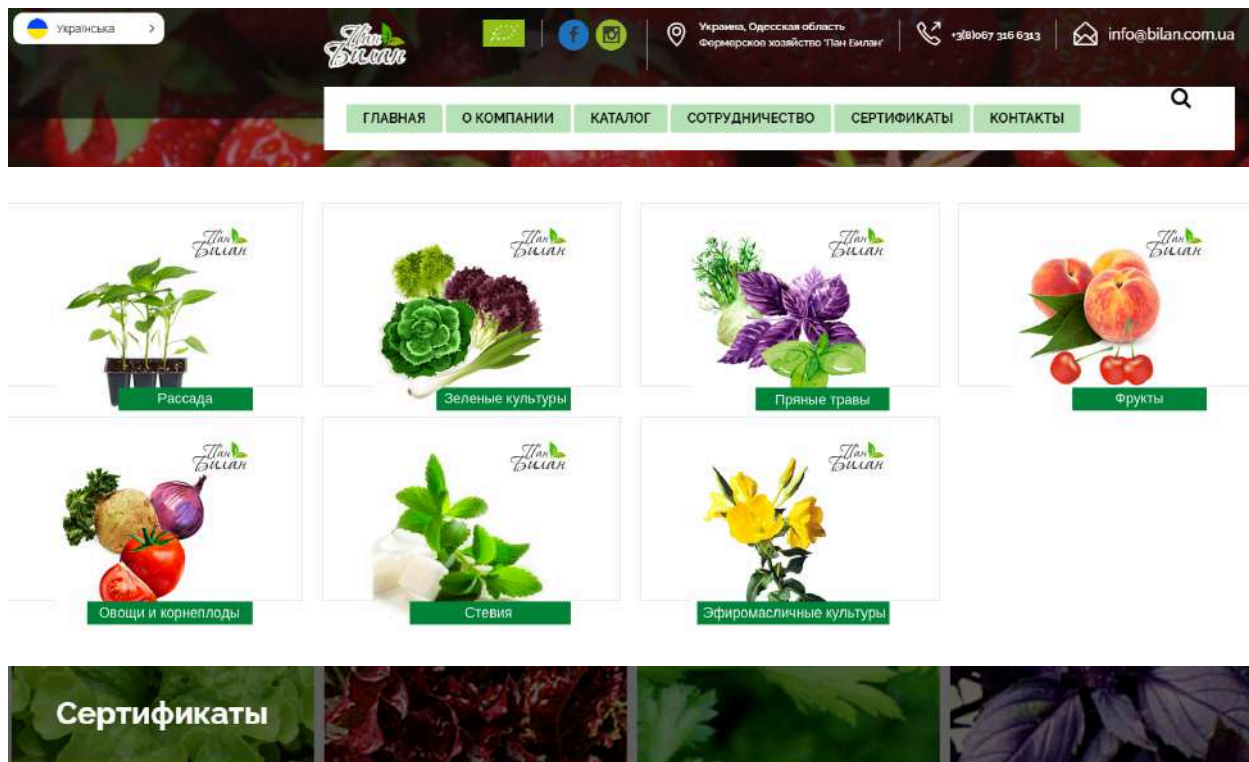 Українська
Пан
Билан
Украина, Одесская область
Фермерское хозяйство 'Пан Билан'
+3(8)067 316 6313
info@bilan.com.ua
ГЛАВНАЯ
О КОМПАНИИ
КАТАЛОГ
СОТРУДНИЧЕСТВО
СЕРТИФИКАТЫ
КОНТАКТЫ
Пан
Билан
Рассада
Пан
Билан
Зеленые культуры
Пан
Билан
Пряные травы
Пан
Билан
Фрукты
Пан
Билан
Овощи и корнеплоды
Пан
Билан
Стевия
Пан
Билан
Эфиромасличные культуры
Сертификаты